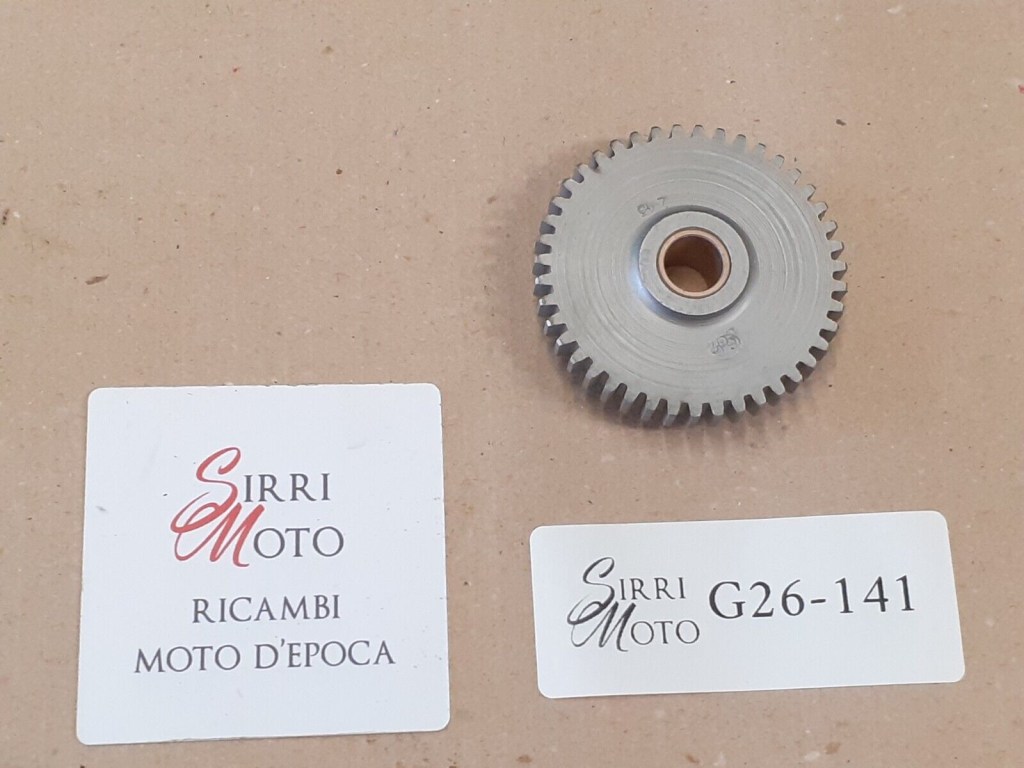 SIRRI
MOTO
RICAMBI
MOTO D'EPOCA
SIRRI
MOTO
G26-141